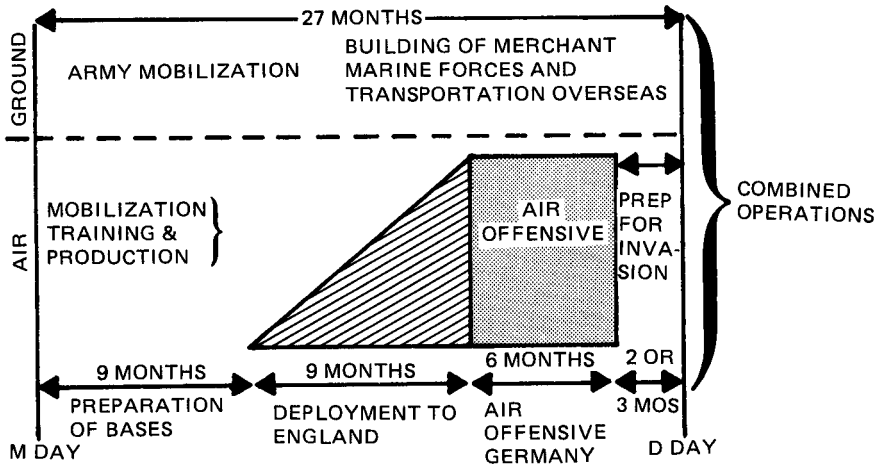 27 MONTHS
GROUND
ARMY MOBILIZATION
BUILDING OF MERCHANT
MARINE FORCES AND
TRANSPORTATION OVERSEAS
AIR
MOBILIZATION
TRAINING &
PRODUCTION
AIR
OFFENSIVE
PREP
FOR
INVA-
SION
COMBINED
OPERATIONS
9 MONTHS
PREPARATION
OF BASES
9 MONTHS
DEPLOYMENT TO
ENGLAND
6 MONTHS
AIR
OFFENSIVE
GERMANY
2 OR
3 MOS
M DAY
D DAY